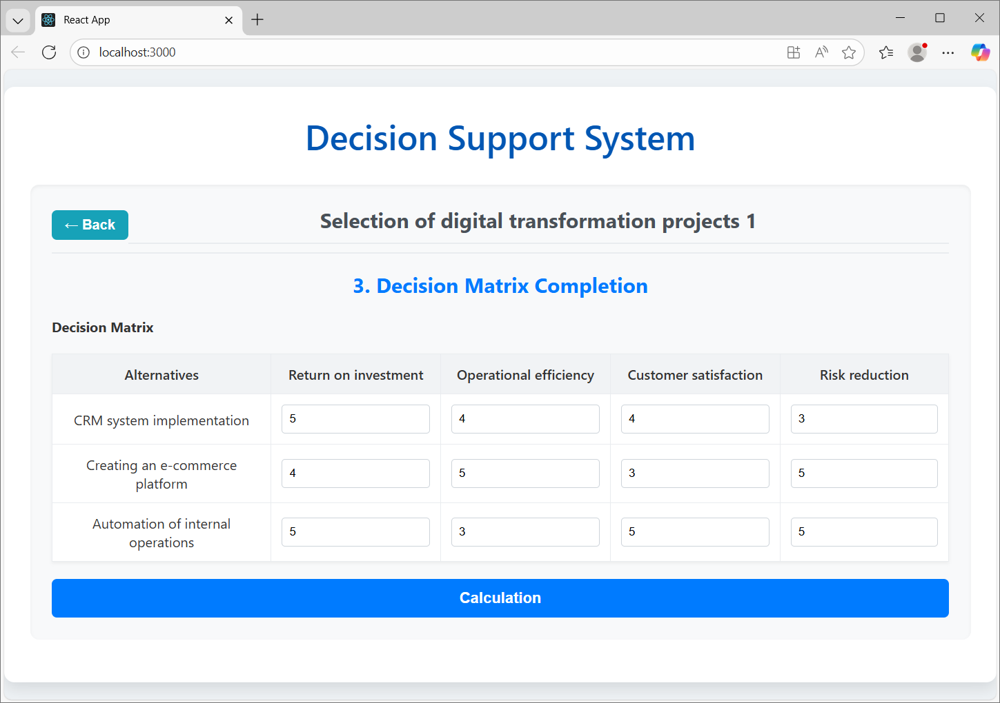 React App
localhost:3000
Decision Support System
← Back
Selection of digital transformation projects 1
3. Decision Matrix Completion
Decision Matrix
Alternatives Return on investment Operational efficiency Customer satisfaction Risk reduction
CRM system implementation 5 4 4 3
Creating an e-commerce
platform 4 5 3 5
Automation of internal
operations 5 3 5 5
Calculation